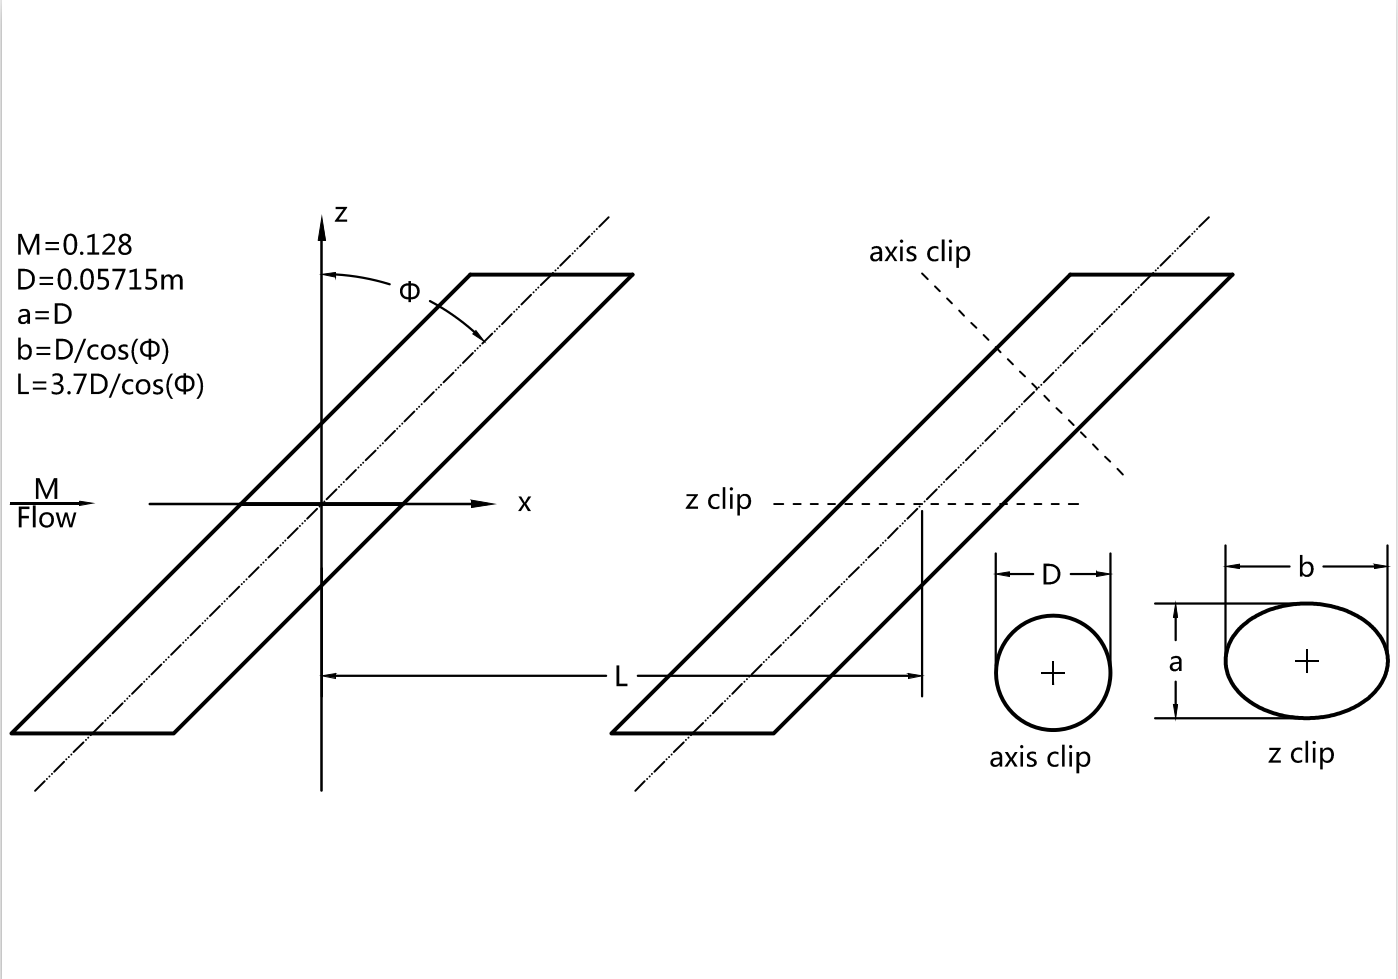 z
M=0.128
D=0.05715m
a=D
b=D/cos(Φ)
L=3.7D/cos(Φ)
Φ
axis clip
M
Flow
x
z clip
D
b
a
L
axis clip
z clip